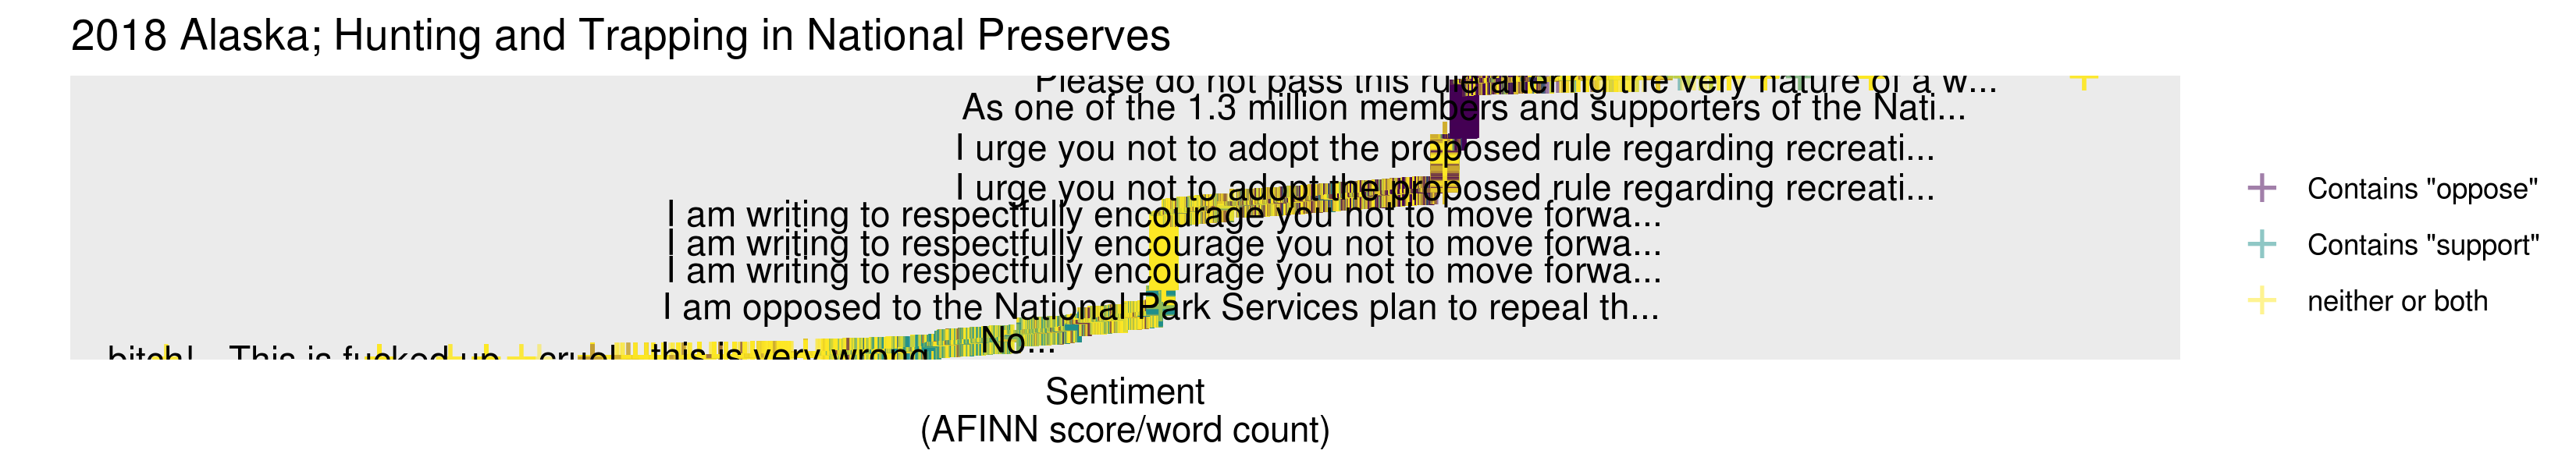 2018 Alaska; Hunting and Trapping in National Preserves
Please do not pass this rule altering the very nature of a w...
As one of the 1.3 million members and supporters of the Nati...
I urge you not to adopt the proposed rule regarding recreati...
I urge you not to adopt the proposed rule regarding recreati...
I am writing to respectfully encourage you not to move forwa...
I am writing to respectfully encourage you not to move forwa...
I am writing to respectfully encourage you not to move forwa...
I am opposed to the National Park Services plan to repeal th...
No...
bitch! This is fucked up cruel this is very wrong
Sentiment
(AFINN score/word count)
Contains "oppose"
Contains "support"
neither or both